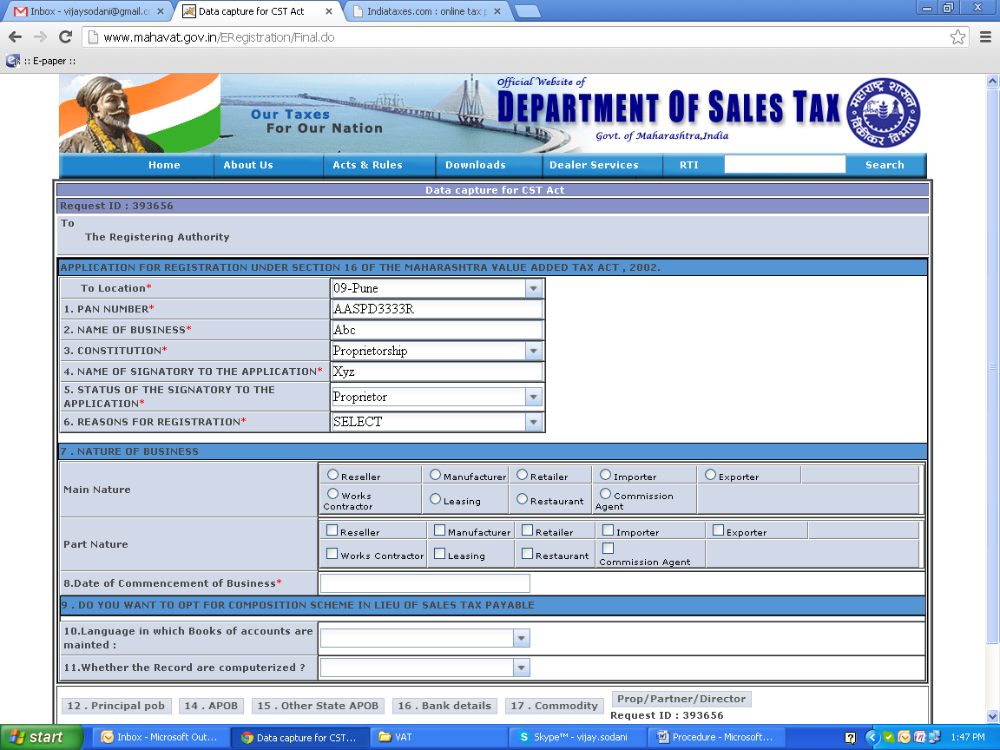 Inbox - vijaysodani@gmail.c
Data capture for CST Act
Indiataxes.com : online tax p
www.mahavat.gov.in/ERegistration/Final.do
:: E-paper ::
Official Website of
DEPARTMENT OF SALES TAX
Govt. of Maharashtra,India
Our Taxes
For Our Nation
महाराष्ट्र शासन
विक्रीकर विभाग
Home About Us Acts & Rules Downloads Dealer Services RTI Search
Data capture for CST Act
Request ID : 393656
To
The Registering Authority
APPLICATION FOR REGISTRATION UNDER SECTION 16 OF THE MAHARASHTRA VALUE ADDED TAX ACT , 2002.
To Location* 09-Pune
1. PAN NUMBER* AASPD3333R
2. NAME OF BUSINESS* Abc
3. CONSTITUTION* Proprietorship
4. NAME OF SIGNATORY TO THE APPLICATION* Xyz
5. STATUS OF THE SIGNATORY TO THE
APPLICATION* Proprietor
6. REASONS FOR REGISTRATION* SELECT
7 . NATURE OF BUSINESS
Main Nature
Reseller Manufacturer Retailer Importer Exporter
Works Contractor Leasing Restaurant Commission Agent
Part Nature
Reseller Manufacturer Retailer Importer Exporter
Works Contractor Leasing Restaurant Commission Agent
8.Date of Commencement of Business*
9 . DO YOU WANT TO OPT FOR COMPOSITION SCHEME IN LIEU OF SALES TAX PAYABLE
10.Language in which Books of accounts are
mainted :
11.Whether the Record are computerized ?
12 . Principal pob 14 . APOB 15 . Other State APOB 16 . Bank details 17 . Commodity Prop/Partner/Director
Request ID : 393656
start Inbox - Microsoft Out... Data capture for CST... VAT Skype™ - vijay.sodani Procedure - Microsoft... 1:47 PM